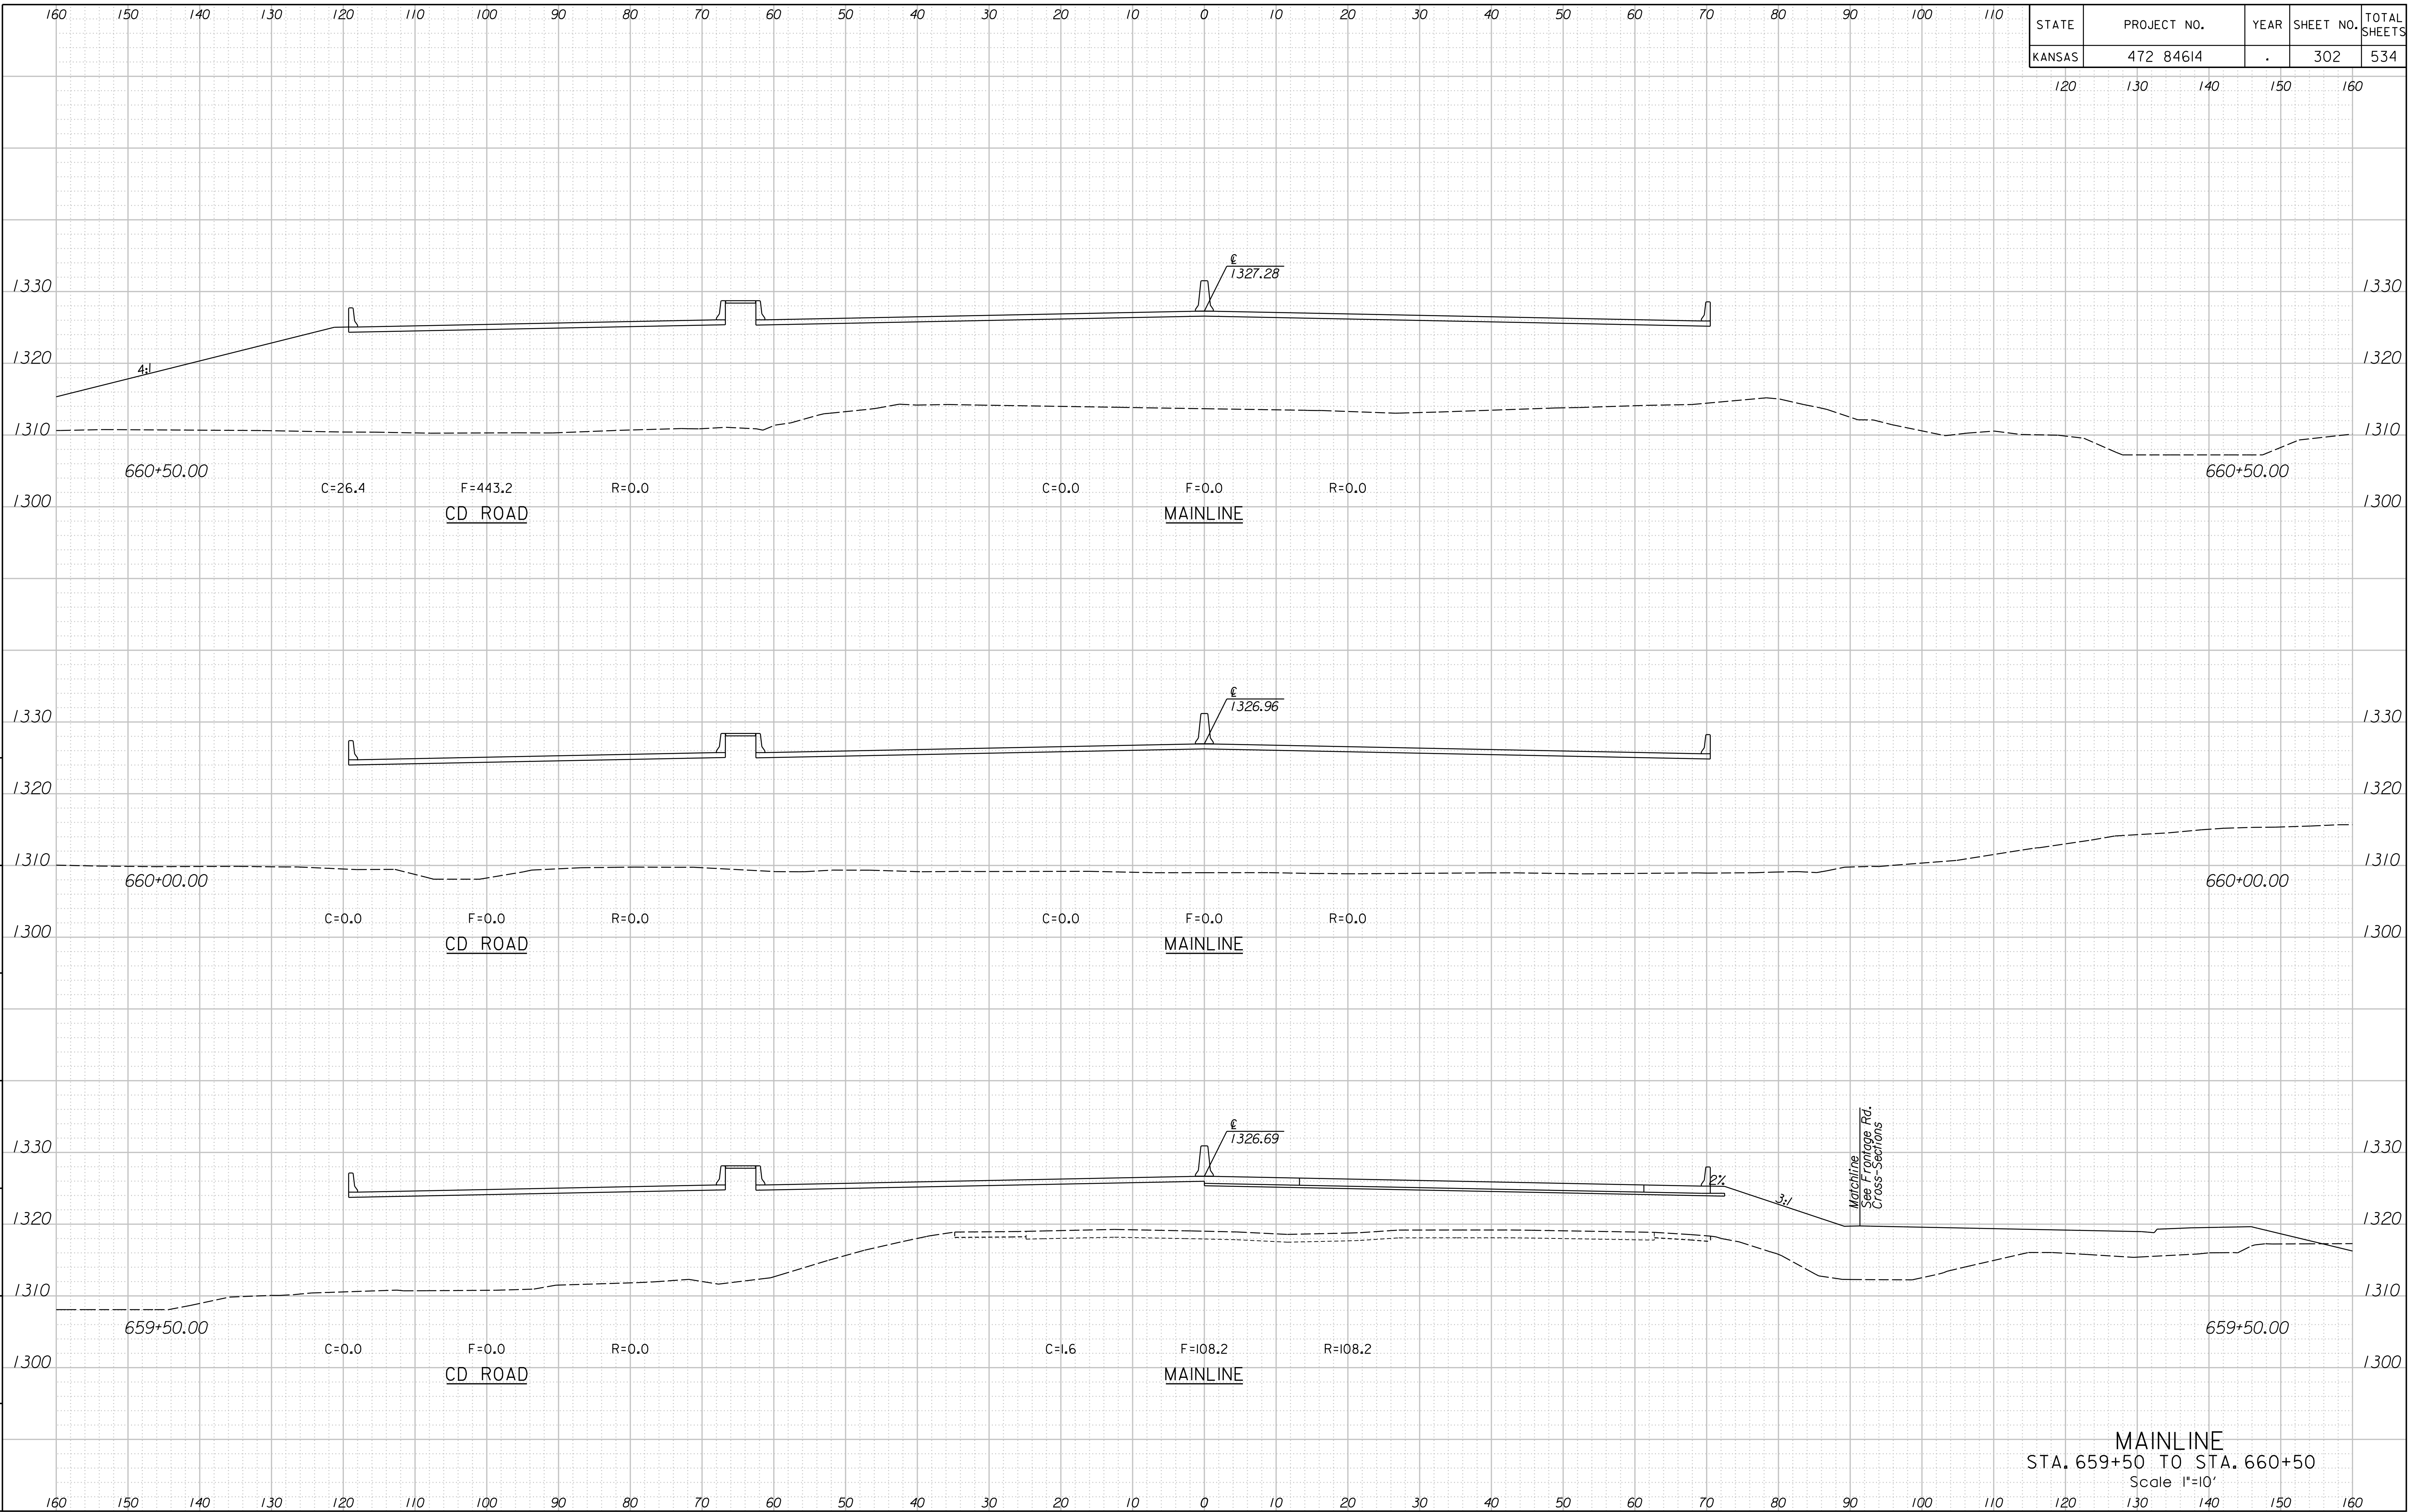 160 150 140 130 120 110 100 90 80 70 60 50 40 30 20 10 0 10 20 30 40 50 60 70 80 90 100 110
STATE PROJECT NO. YEAR SHEET NO. TOTAL SHEETS
KANSAS 472 84614 . 302 534
120 130 140 150 160
℄
1327.28
1330 1330
1320 1320
4:1
1310 1310
660+50.00 660+50.00
C=26.4 F=443.2 R=0.0 C=0.0 F=0.0 R=0.0
1300 1300
CD ROAD MAINLINE
℄
1326.96
1330 1330
1320 1320
1310 1310
660+00.00 660+00.00
C=0.0 F=0.0 R=0.0 C=0.0 F=0.0 R=0.0
1300 1300
CD ROAD MAINLINE
℄
1326.69
Matchline
See Frontage Rd.
Cross-Sections
1330 1330
2%
3:1
1320 1320
1310 1310
659+50.00 659+50.00
C=0.0 F=0.0 R=0.0 C=1.6 F=108.2 R=108.2
1300 1300
CD ROAD MAINLINE
MAINLINE
STA. 659+50 TO STA. 660+50
Scale 1"=10'
160 150 140 130 120 110 100 90 80 70 60 50 40 30 20 10 0 10 20 30 40 50 60 70 80 90 100 110 120 130 140 150 160